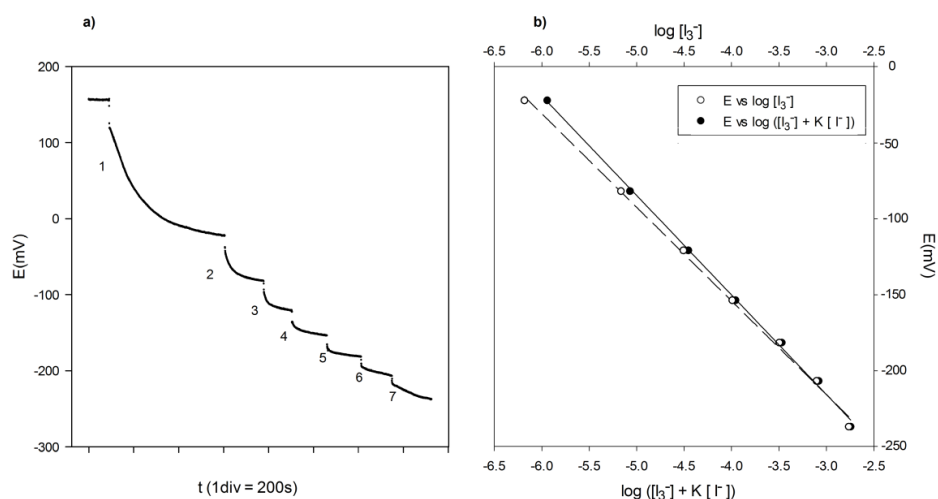 a)
200
100
0
-100
-200
-300
E(mV)
1
2
3
4
5
6
7
t (1div = 200s)
b)
log [I₃⁻]
-6.5 -6.0 -5.5 -5.0 -4.5 -4.0 -3.5 -3.0 -2.5
0
-50
-100
-150
-200
-250
E(mV)
E vs log [I₃⁻]
E vs log ([I₃⁻] + K [ I⁻])
-6.5 -6.0 -5.5 -5.0 -4.5 -4.0 -3.5 -3.0 -2.5
log ([I₃⁻] + K [ I⁻])